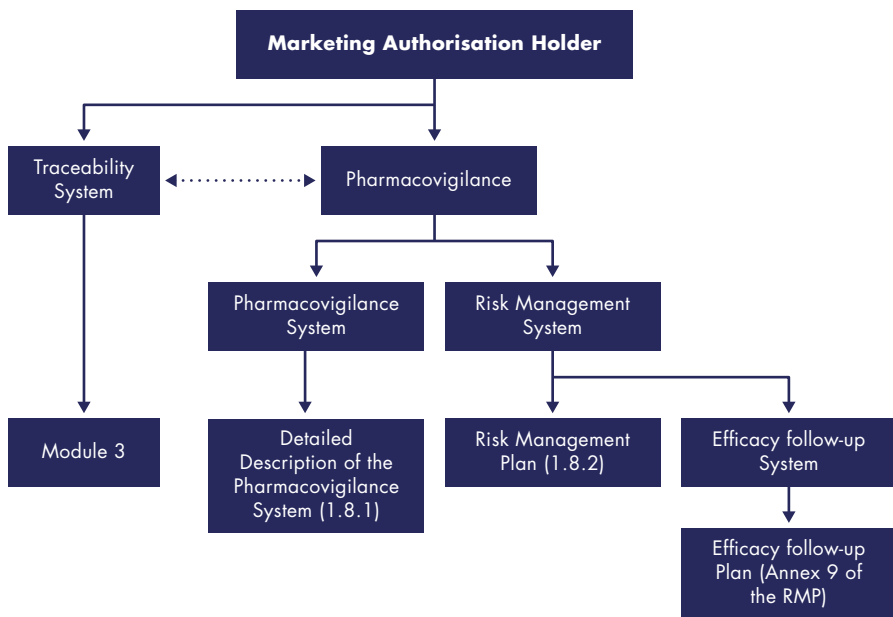 Marketing Authorisation Holder
Traceability
System
Pharmacovigilance
Pharmacovigilance
System
Risk Management
System
Module 3
Detailed
Description of the
Pharmacovigilance
System (1.8.1)
Risk Management
Plan (1.8.2)
Efficacy follow-up
System
Efficacy follow-up
Plan (Annex 9 of
the RMP)